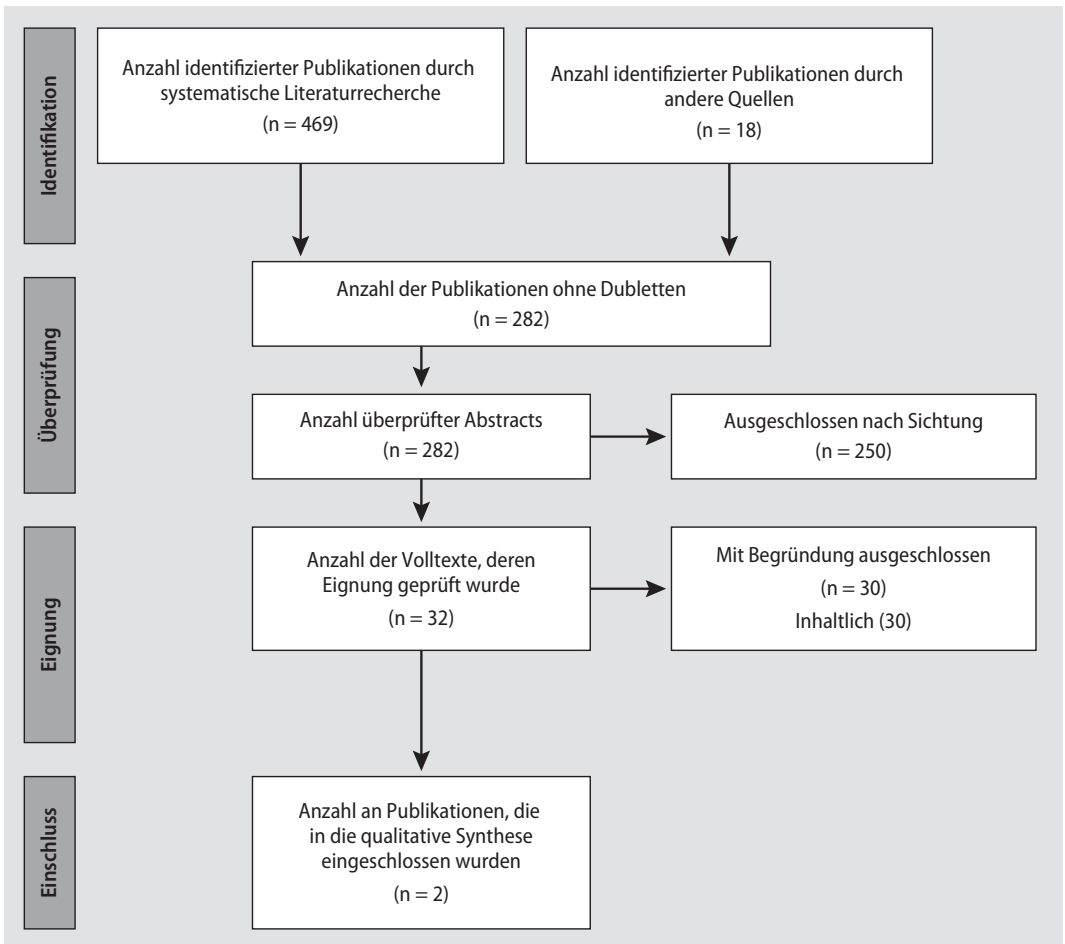 Identifikation
Anzahl identifizierter Publikationen durch
systematische Literaturrecherche
(n = 469)
Anzahl identifizierter Publikationen durch
andere Quellen
(n = 18)
Überprüfung
Anzahl der Publikationen ohne Dubletten
(n = 282)
Anzahl überprüfter Abstracts
(n = 282)
Ausgeschlossen nach Sichtung
(n = 250)
Eignung
Anzahl der Volltexte, deren
Eignung geprüft wurde
(n = 32)
Mit Begründung ausgeschlossen
(n = 30)
Inhaltlich (30)
Einschluss
Anzahl an Publikationen, die
in die qualitative Synthese
eingeschlossen wurden
(n = 2)